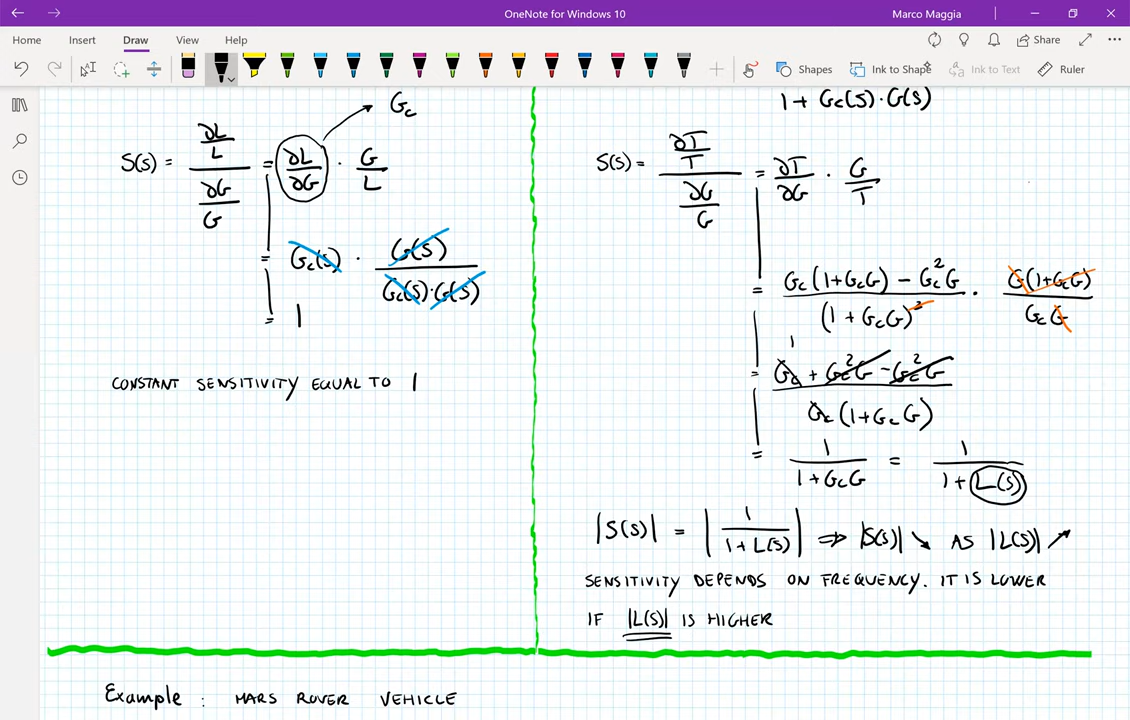 OneNote for Windows 10
Marco Maggia
Home Insert Draw View Help
Share
Shapes
Ink to Shape
Ink to Text
Ruler
G_c
S(s) = (∂L/L)/(∂G/G) = ∂L/∂G · G/L
= G_c(s) · G(s)/(G_c(s)·G(s))
= 1
CONSTANT SENSITIVITY EQUAL TO 1
1 + G_c(s)·G(s)
S(s) = (∂T/T)/(∂G/G) = ∂T/∂G · G/T
= (G_c(1+G_cG) − G_c²G)/(1 + G_cG)² · G(1+G_cG)/(G_cG)
1
= (G_c + G_c²G − G_c²G)/(G_c(1+G_cG))
= 1/(1+G_cG) = 1/(1+L(s))
|S(s)| = |1/(1+L(s))| ⇒ |S(s)| ↘ AS |L(s)| ↗
SENSITIVITY DEPENDS ON FREQUENCY. IT IS LOWER
IF |L(s)| IS HIGHER
Example : MARS ROVER VEHICLE